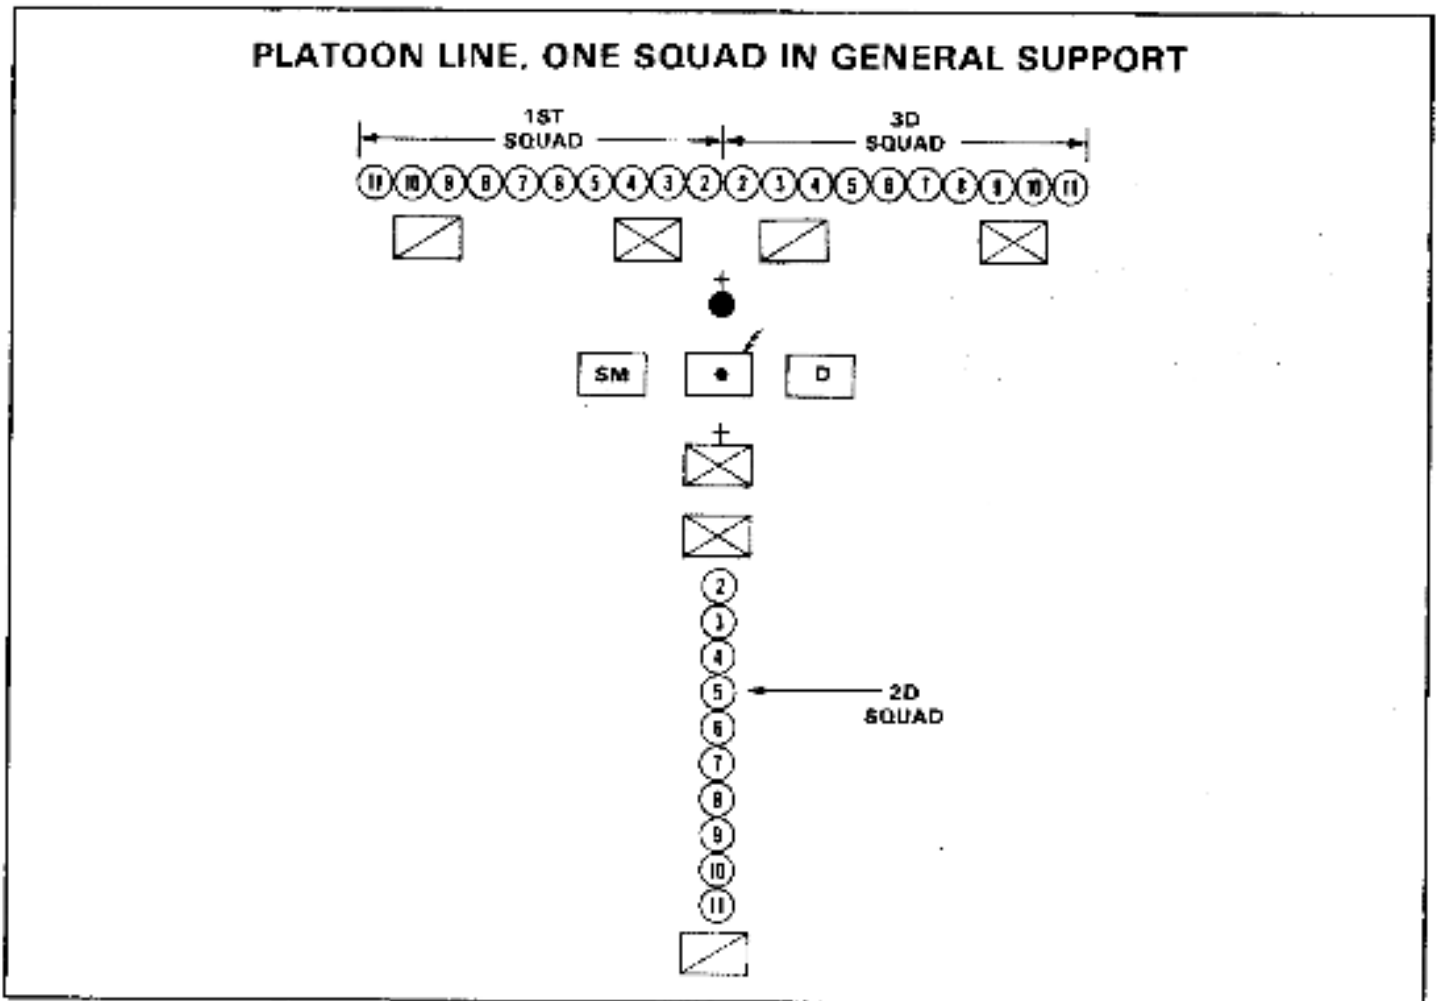 PLATOON LINE, ONE SQUAD IN GENERAL SUPPORT
1ST SQUAD
3D SQUAD
11 10 9 8 7 6 5 4 3 2 2 3 4 5 6 7 8 9 10 11
SM D
2
3
4
5
2D SQUAD
6
7
8
9
10
11